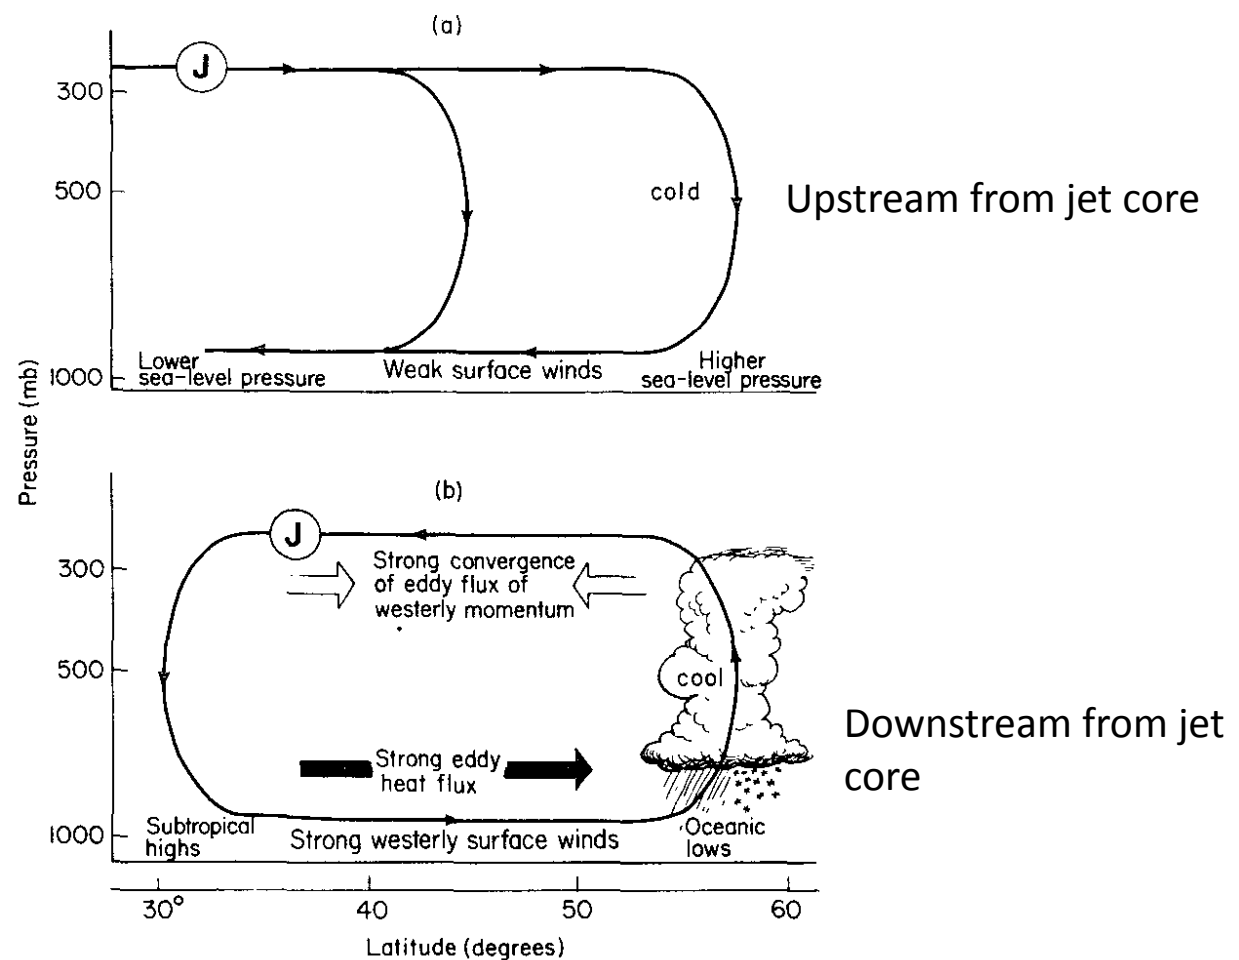 (a)
J
300
500
cold
Upstream from jet core
Lower
sea-level pressure
Weak surface winds
Higher
sea-level pressure
1000
Pressure (mb)
(b)
J
300
Strong convergence
of eddy flux of
westerly momentum
500
cool
Downstream from jet
core
Strong eddy
heat flux
1000
Subtropical
highs
Strong westerly surface winds
Oceanic
lows
30°
40
50
60
Latitude (degrees)